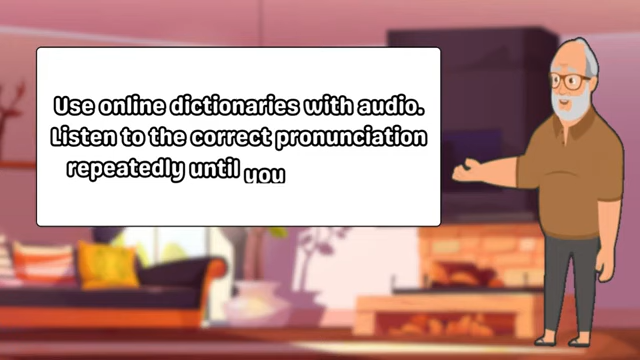 Use online dictionaries with audio.
Listen to the correct pronunciation
repeatedly until you